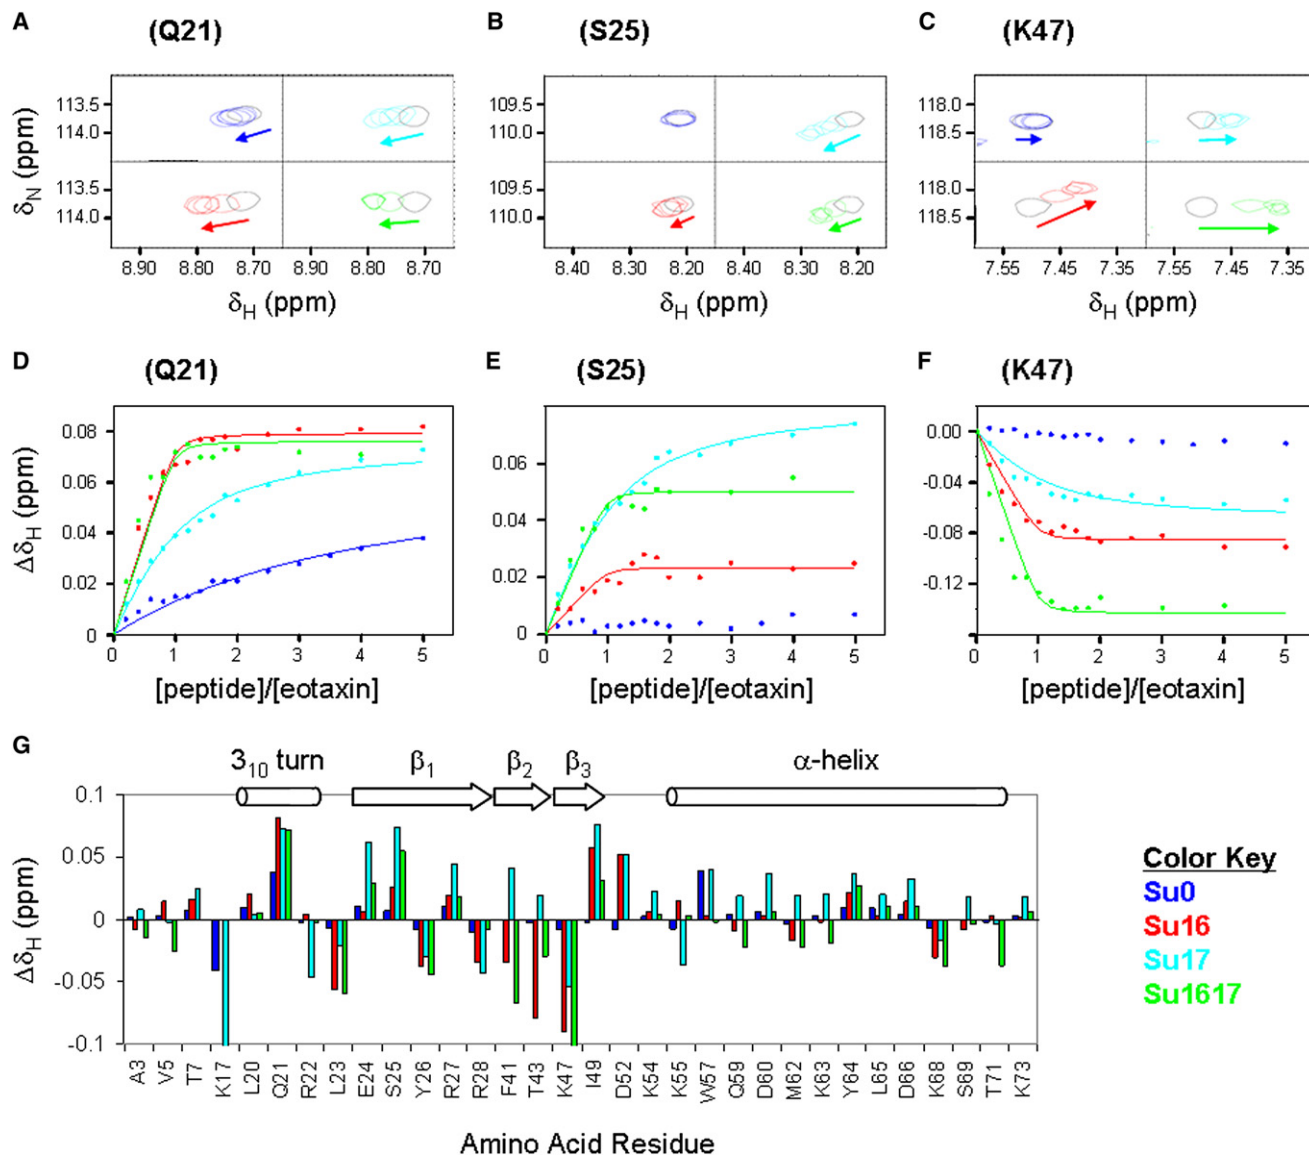 A (Q21) B (S25) C (K47)
δN (ppm)
113.5 109.5 118.0
114.0 110.0 118.5
113.5 109.5 118.0
114.0 110.0 118.5
8.90 8.80 8.70 8.90 8.80 8.70 8.40 8.30 8.20 8.40 8.30 8.20 7.55 7.45 7.35 7.55 7.45 7.35
δH (ppm) δH (ppm) δH (ppm)
D (Q21) E (S25) F (K47)
ΔδH (ppm)
0.08 0.06 0.04 0.02 0
0.06 0.04 0.02 0
0.00 -0.04 -0.08 -0.12
0 1 2 3 4 5 0 1 2 3 4 5 0 1 2 3 4 5
[peptide]/[eotaxin] [peptide]/[eotaxin] [peptide]/[eotaxin]
G
3₁₀ turn β1 β2 β3 α-helix
ΔδH (ppm)
0.1
0.05
0
-0.05
-0.1
A3 V5 T7 K17 L20 Q21 R22 L23 E24 S25 Y26 R27 R28 F41 T43 K47 I49 D52 K54 K55 W57 Q59 D60 M62 K63 Y64 L65 D66 K68 S69 T71 K73
Amino Acid Residue
Color Key
Su0
Su16
Su17
Su1617